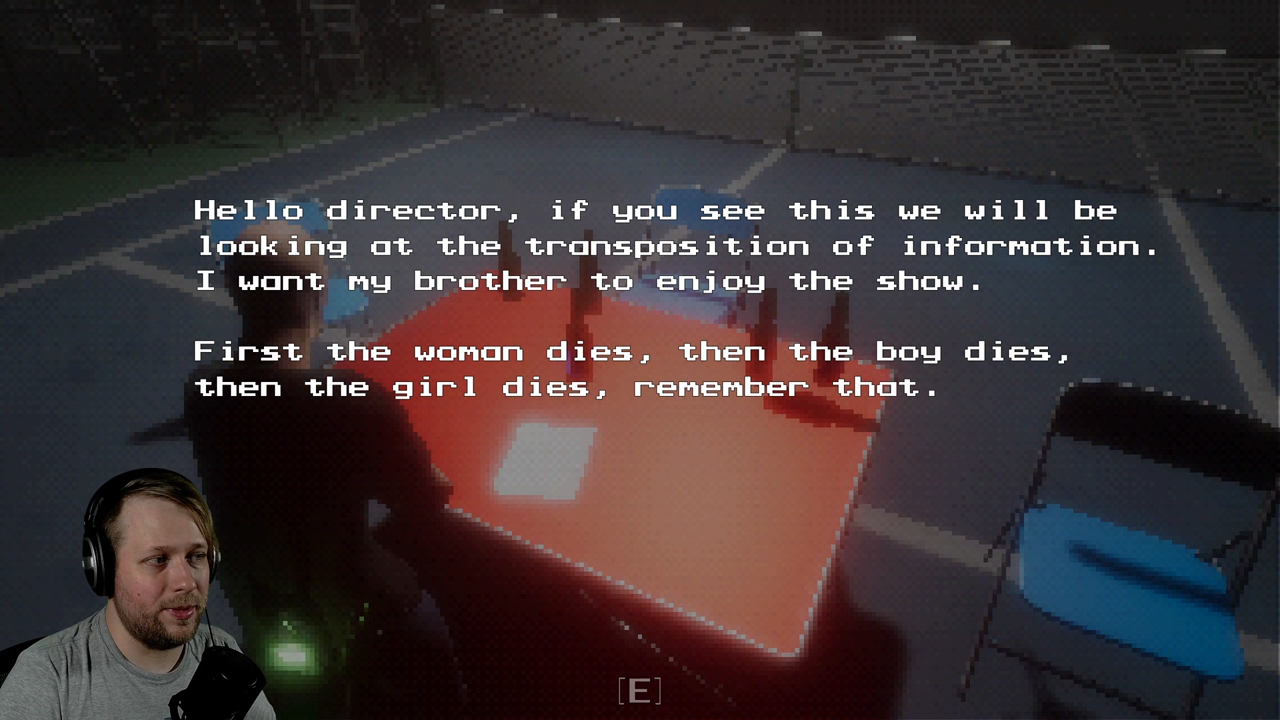 Hello director, if you see this we will be
looking at the transposition of information.
I want my brother to enjoy the show.
First the woman dies, then the boy dies,
then the girl dies, remember that.
[E]